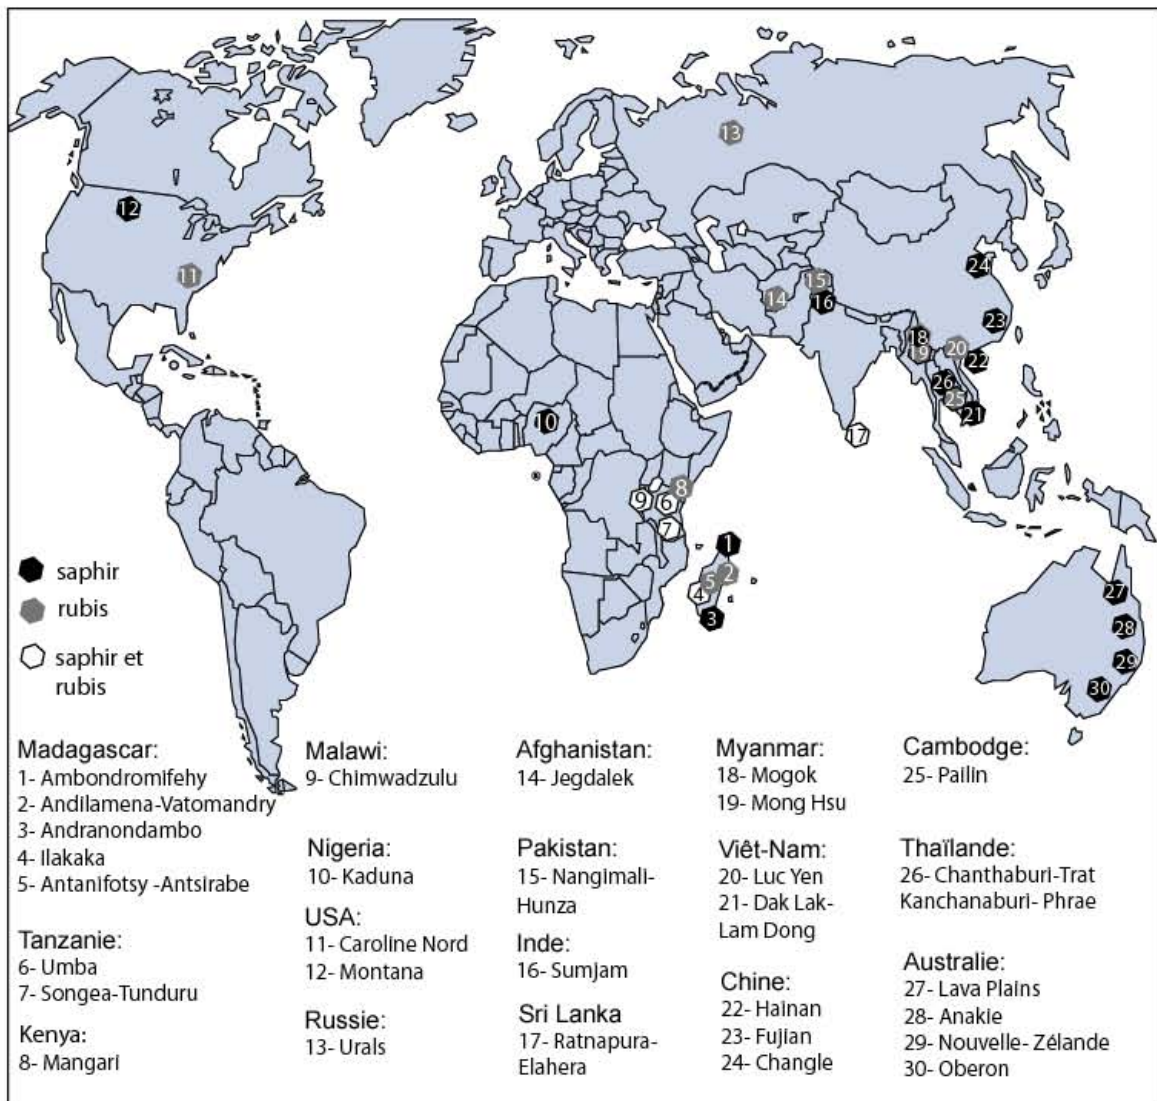 13
12
24
11
15
14
16
23
18
20
19
22
26
25
21
10
17
8
9
6
7
1
2
5
4
3
27
28
29
30
saphir
rubis
saphir et
rubis
Madagascar:
1- Ambondromifehy
2- Andilamena-Vatomandry
3- Andranondambo
4- Ilakaka
5- Antanifotsy -Antsirabe
Tanzanie:
6- Umba
7- Songea-Tunduru
Kenya:
8- Mangari
Malawi:
9- Chimwadzulu
Nigeria:
10- Kaduna
USA:
11- Caroline Nord
12- Montana
Russie:
13- Urals
Afghanistan:
14- Jegdalek
Pakistan:
15- Nangimali-
Hunza
Inde:
16- SumJam
Sri Lanka
17- Ratnapura-
Elahera
Myanmar:
18- Mogok
19- Mong Hsu
Viêt-Nam:
20- Luc Yen
21- Dak Lak-
Lam Dong
Chine:
22- Hainan
23- Fujian
24- Changle
Cambodge:
25- Pailin
Thaïlande:
26- Chanthaburi-Trat
Kanchanaburi- Phrae
Australie:
27- Lava Plains
28- Anakie
29- Nouvelle- Zélande
30- Oberon